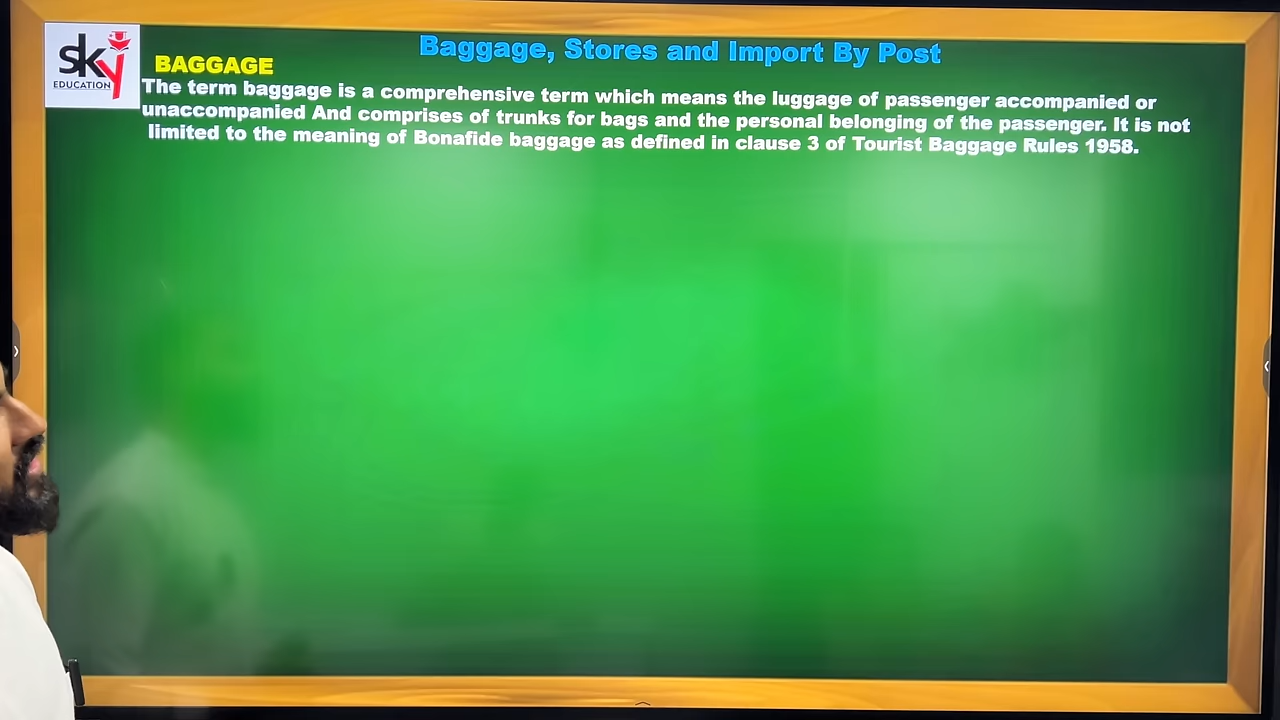 sky
EDUCATION
Baggage, Stores and Import By Post
BAGGAGE
The term baggage is a comprehensive term which means the luggage of passenger accompanied or
unaccompanied And comprises of trunks for bags and the personal belonging of the passenger. It is not
limited to the meaning of Bonafide baggage as defined in clause 3 of Tourist Baggage Rules 1958.